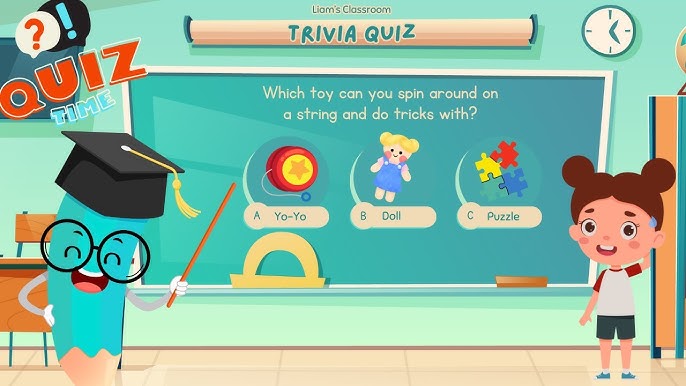 Liam's Classroom
TRIVIA QUIZ
? !
QUIZ
TIME
Which toy can you spin around on
a string and do tricks with?
A Yo-Yo
B Doll
C Puzzle